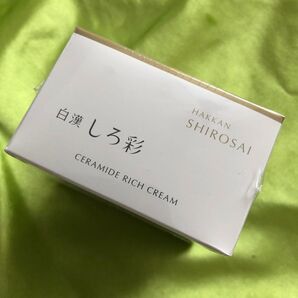 HAKKAN
SHIROSAI
白漢 しろ彩
CERAMIDE RICH CREAM